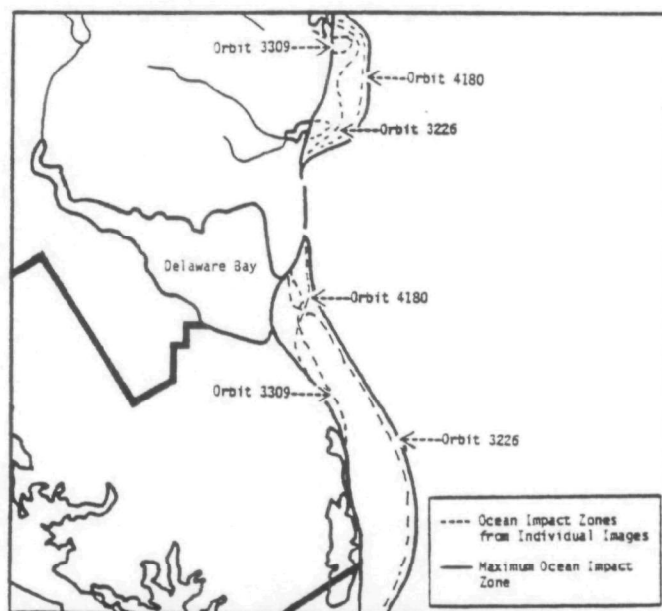 Orbit 3309
Orbit 4180
Orbit 3226
Delaware Bay
Orbit 4180
Orbit 3309
Orbit 3226
Ocean Impact Zones
from Individual Images
Maximum Ocean Impact
Zone